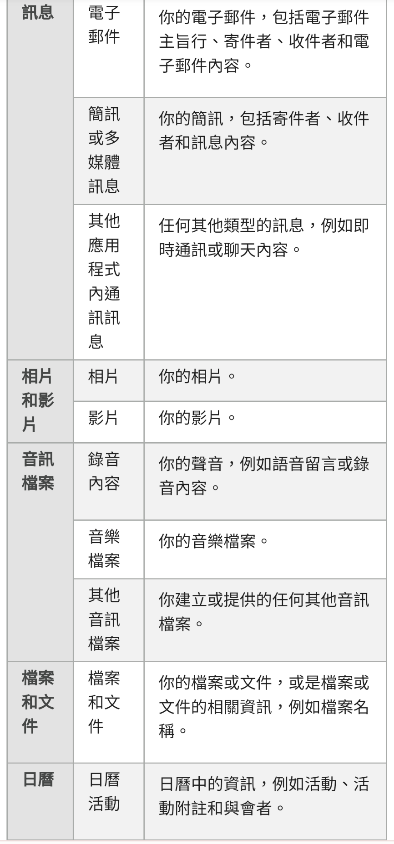 訊息
電子
郵件
你的電子郵件，包括電子郵件
主旨行、寄件者、收件者和電
子郵件內容。
簡訊
或多
媒體
訊息
你的簡訊，包括寄件者、收件
者和訊息內容。
其他
應用
程式
內通
訊訊
息
任何其他類型的訊息，例如即
時通訊或聊天內容。
相片
和影
片
相片
你的相片。
影片
你的影片。
音訊
檔案
錄音
內容
你的聲音，例如語音留言或錄
音內容。
音樂
檔案
你的音樂檔案。
其他
音訊
檔案
你建立或提供的任何其他音訊
檔案。
檔案
和文
件
檔案
和文
件
你的檔案或文件，或是檔案或
文件的相關資訊，例如檔案名
稱。
日曆
日曆
活動
日曆中的資訊，例如活動、活
動附註和與會者。